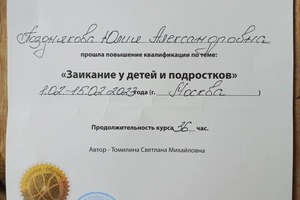 Позднякова Юлия Александровна
прошла повышение квалификации по теме:
«Заикание у детей и подростков»
1.02-15.02 2023 года (г. Москва)
Продолжительность курса 36 час.
Автор - Томилина Светлана Михайловна